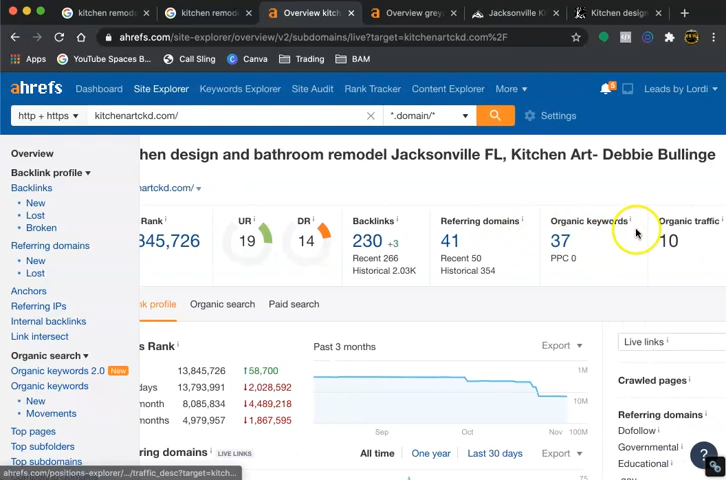 kitchen remode
kitchen remode
Overview kitch
Overview grey
Jacksonville K
Kitchen design
ahrefs.com/site-explorer/overview/v2/subdomains/live?target=kitchenartckd.com%2F
Apps
YouTube Spaces B...
Call Sling
Canva
Trading
BAM
ahrefs
Dashboard
Site Explorer
Keywords Explorer
Site Audit
Rank Tracker
Content Explorer
More
Leads by Lordi
http + https
kitchenartckd.com/
*.domain/*
Settings
Overview
hen design and bathroom remodel Jacksonville FL, Kitchen Art- Debbie Bullinge
Backlink profile
Backlinks
artckd.com/
New
Lost
Broken
Rank
UR
DR
Backlinks
Referring domains
Organic keywords
Organic traffic
345,726
19
14
230 +3
41
37
10
Recent 266
Recent 50
PPC 0
Historical 2.03K
Historical 354
Referring domains
New
Lost
Anchors
Referring IPs
Internal backlinks
Link intersect
nk profile
Organic search
Paid search
s Rank
Past 3 months
Export
Live links
13,845,726 58,700
days 13,793,991 2,028,592
month 8,085,834 4,489,218
months 4,979,957 1,867,595
1M
10M
100M
Sep
Oct
Nov
Crawled pages
Referring domains
Dofollow
Governmental
Educational
.gov
Organic search
Organic keywords 2.0 New
Organic keywords
New
Movements
Top pages
Top subfolders
Top subdomains
rring domains LIVE LINKS
All time
One year
Last 30 days
Export
75
?
ahrefs.com/positions-explorer/.../traffic_desc?target=kitch...